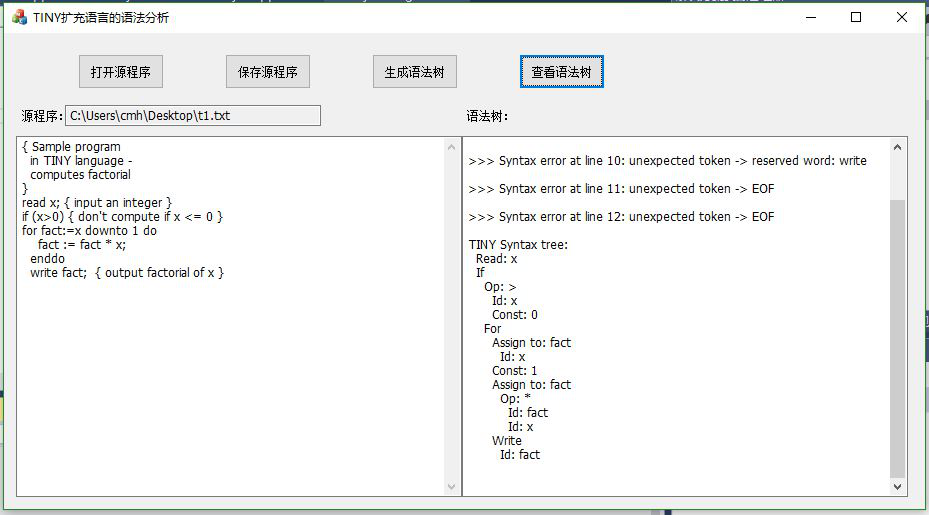 TINY扩充语言的语法分析
打开源程序
保存源程序
生成语法树
查看语法树
源程序： C:\Users\cmh\Desktop\t1.txt
语法树：
{ Sample program
in TINY language -
computes factorial
}
read x; { input an integer }
if (x>0) { don't compute if x <= 0 }
for fact:=x downto 1 do
fact := fact * x;
enddo
write fact;  { output factorial of x }
>>> Syntax error at line 10: unexpected token -> reserved word: write
>>> Syntax error at line 11: unexpected token -> EOF
>>> Syntax error at line 12: unexpected token -> EOF
TINY Syntax tree:
Read: x
If
Op: >
Id: x
Const: 0
For
Assign to: fact
Id: x
Const: 1
Assign to: fact
Op: *
Id: fact
Id: x
Write
Id: fact